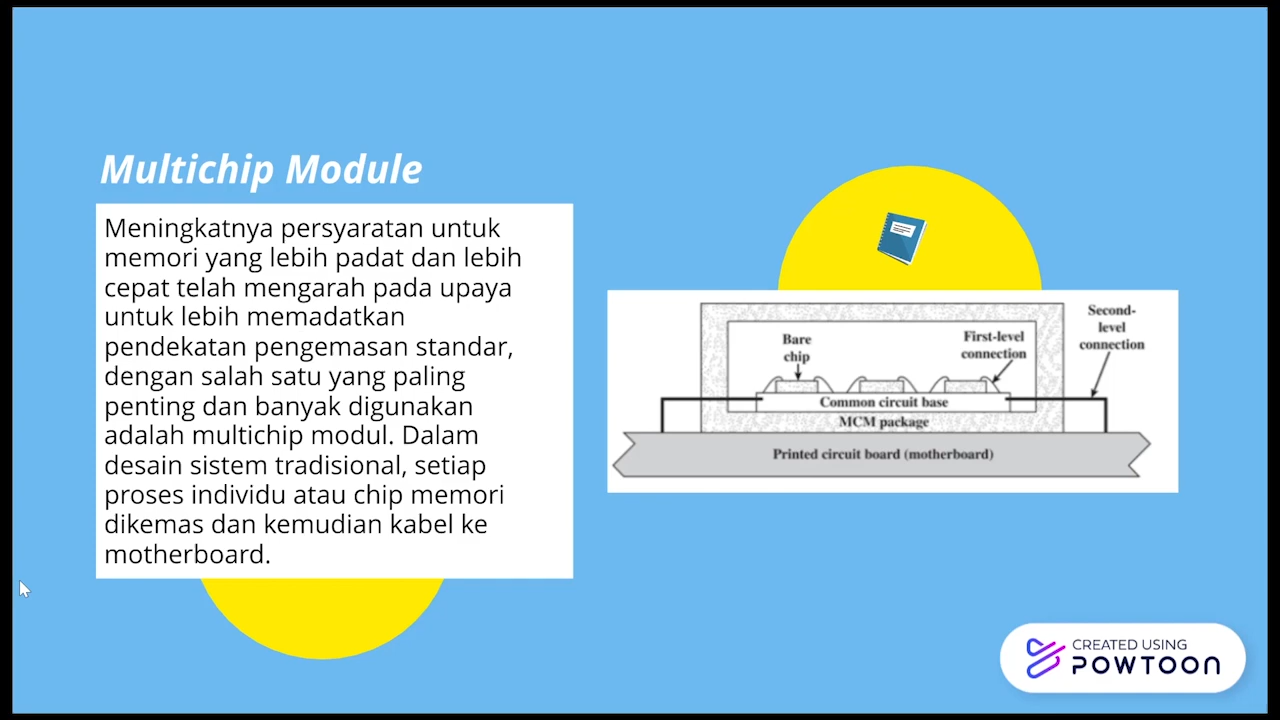 Multichip Module
Meningkatnya persyaratan untuk
memori yang lebih padat dan lebih
cepat telah mengarah pada upaya
untuk lebih memadatkan
pendekatan pengemasan standar,
dengan salah satu yang paling
penting dan banyak digunakan
adalah multichip modul. Dalam
desain sistem tradisional, setiap
proses individu atau chip memori
dikemas dan kemudian kabel ke
motherboard.
Bare
chip
First-level
connection
Second-
level
connection
Common circuit base
MCM package
Printed circuit board (motherboard)
CREATED USING
POWTOON